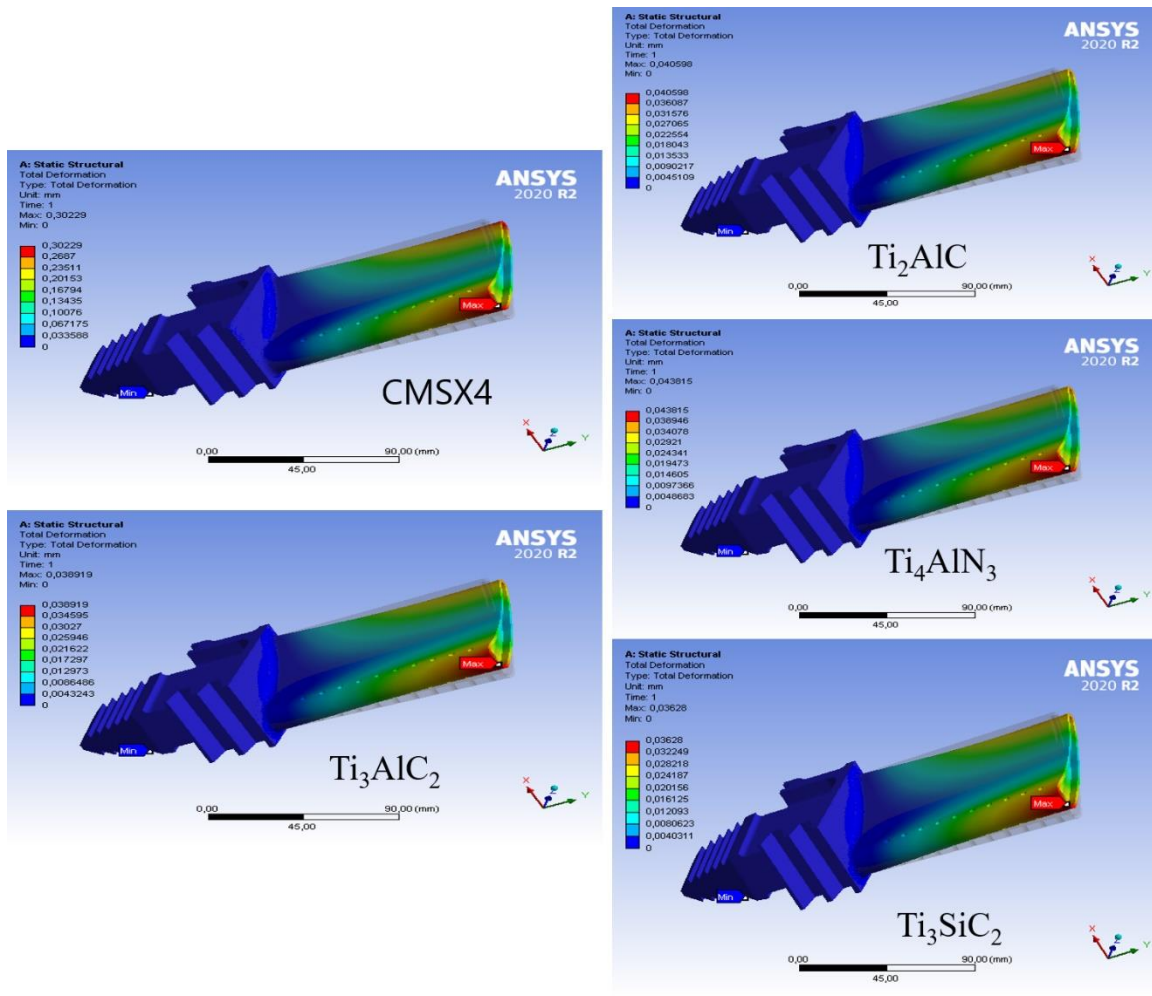 A: Static Structural
Total Deformation
Type: Total Deformation
Unit: mm
Time: 1
Max: 0,30229
Min: 0
ANSYS
2020 R2
0,30229
0,2687
0,23511
0,20153
0,16794
0,13435
0,10076
0,067175
0,033588
0
Max
Min
CMSX4
X
Z
Y
0,00
90,00 (mm)
45,00
A: Static Structural
Total Deformation
Type: Total Deformation
Unit: mm
Time: 1
Max: 0,038919
Min: 0
ANSYS
2020 R2
0,038919
0,034595
0,03027
0,025946
0,021622
0,017297
0,012973
0,0086486
0,0043243
0
Max
Min
Ti₃AlC₂
X
Z
Y
0,00
90,00 (mm)
45,00
A: Static Structural
Total Deformation
Type: Total Deformation
Unit: mm
Time: 1
Max: 0,040598
Min: 0
ANSYS
2020 R2
0,040598
0,036087
0,031576
0,027065
0,022554
0,018043
0,013533
0,0090217
0,0045109
0
Max
Min
Ti₂AlC
X
Z
Y
0,00
90,00 (mm)
45,00
A: Static Structural
Total Deformation
Type: Total Deformation
Unit: mm
Time: 1
Max: 0,043815
Min: 0
ANSYS
2020 R2
0,043815
0,038946
0,034078
0,02921
0,024341
0,019473
0,014605
0,0097366
0,0048683
0
Max
Min
Ti₄AlN₃
X
Z
Y
0,00
90,00 (mm)
45,00
A: Static Structural
Total Deformation
Type: Total Deformation
Unit: mm
Time: 1
Max: 0,03628
Min: 0
ANSYS
2020 R2
0,03628
0,032249
0,028218
0,024187
0,020156
0,016125
0,012093
0,0080623
0,0040311
0
Max
Min
Ti₃SiC₂
X
Z
Y
0,00
90,00 (mm)
45,00